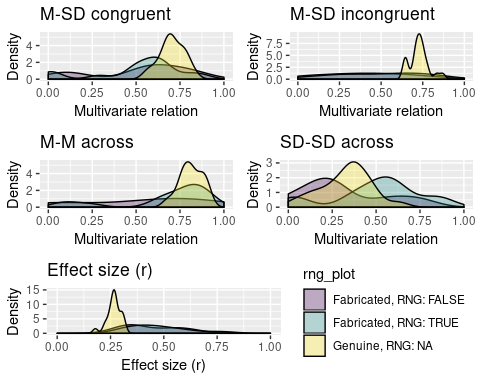 M-SD congruent
M-SD incongruent
Density
4
2
0
0.00 0.25 0.50 0.75 1.00
Multivariate relation
Density
7.5
5.0
2.5
0.0
0.00 0.25 0.50 0.75 1.00
Multivariate relation
M-M across
SD-SD across
Density
4
2
0
0.00 0.25 0.50 0.75 1.00
Multivariate relation
Density
3
2
1
0
0.00 0.25 0.50 0.75 1.00
Multivariate relation
Effect size (r)
Density
15
10
5
0
0.00 0.25 0.50 0.75 1.00
Effect size (r)
rng_plot
Fabricated, RNG: FALSE
Fabricated, RNG: TRUE
Genuine, RNG: NA